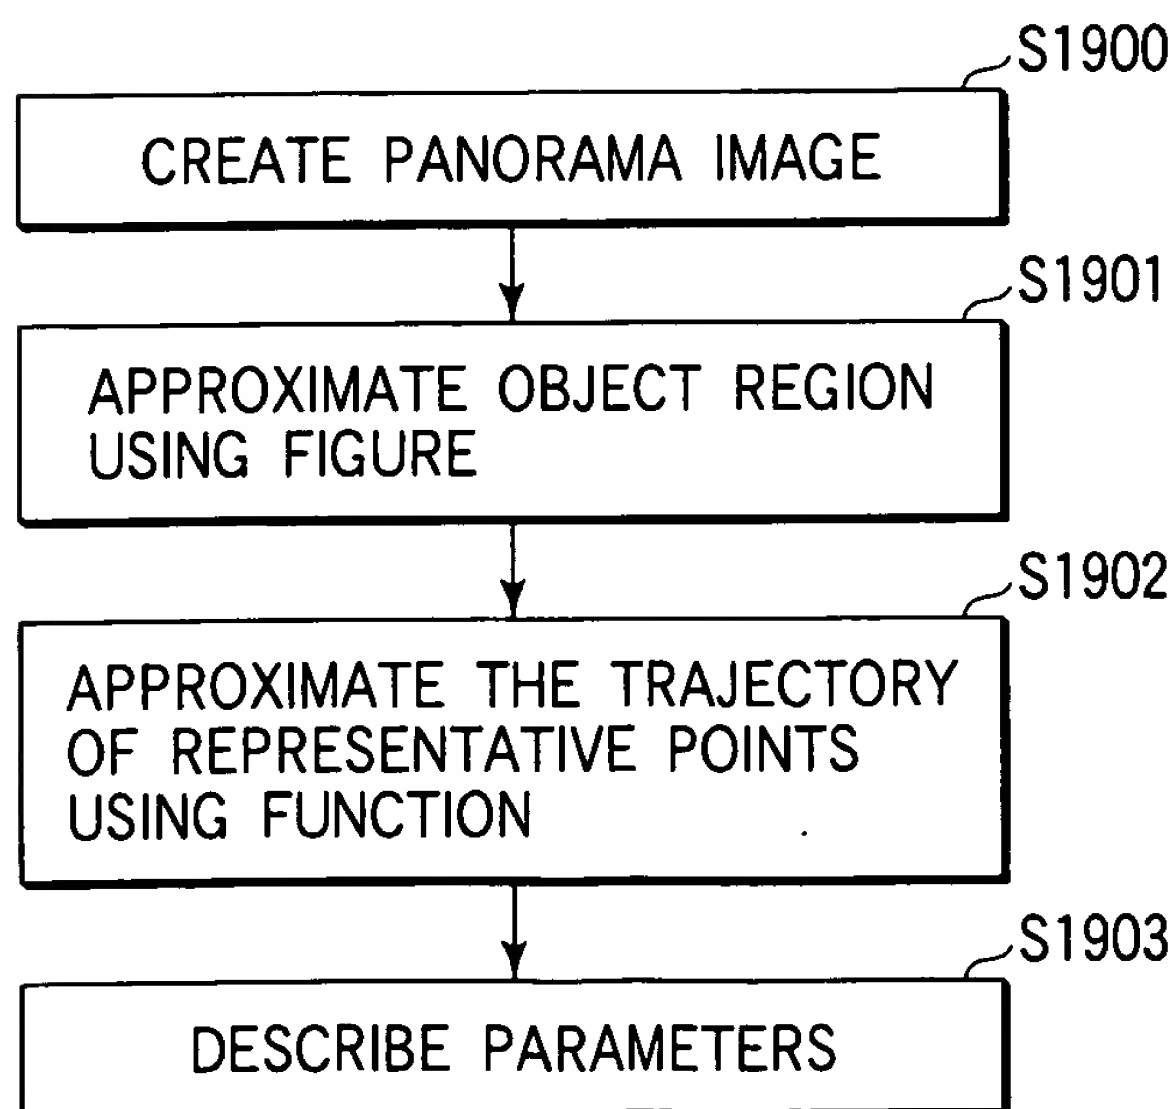 S1900
CREATE PANORAMA IMAGE
S1901
APPROXIMATE OBJECT REGION
USING FIGURE
S1902
APPROXIMATE THE TRAJECTORY
OF REPRESENTATIVE POINTS
USING FUNCTION
S1903
DESCRIBE PARAMETERS